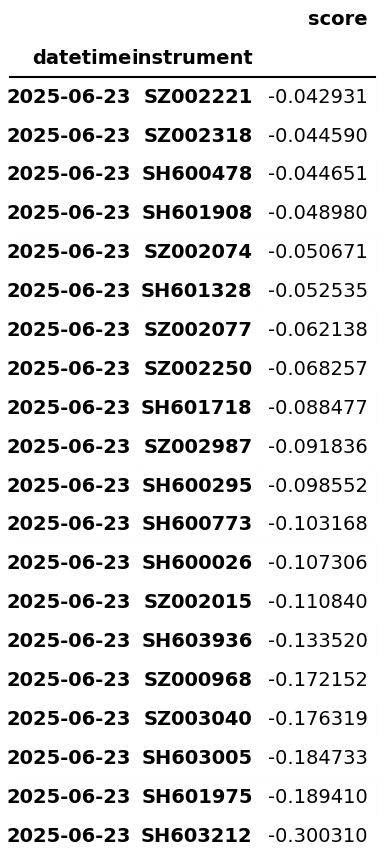 score
datetime instrument
2025-06-23 SZ002221 -0.042931
2025-06-23 SZ002318 -0.044590
2025-06-23 SH600478 -0.044651
2025-06-23 SH601908 -0.048980
2025-06-23 SZ002074 -0.050671
2025-06-23 SH601328 -0.052535
2025-06-23 SZ002077 -0.062138
2025-06-23 SZ002250 -0.068257
2025-06-23 SH601718 -0.088477
2025-06-23 SZ002987 -0.091836
2025-06-23 SH600295 -0.098552
2025-06-23 SH600773 -0.103168
2025-06-23 SH600026 -0.107306
2025-06-23 SZ002015 -0.110840
2025-06-23 SH603936 -0.133520
2025-06-23 SZ000968 -0.172152
2025-06-23 SZ003040 -0.176319
2025-06-23 SH603005 -0.184733
2025-06-23 SH601975 -0.189410
2025-06-23 SH603212 -0.300310